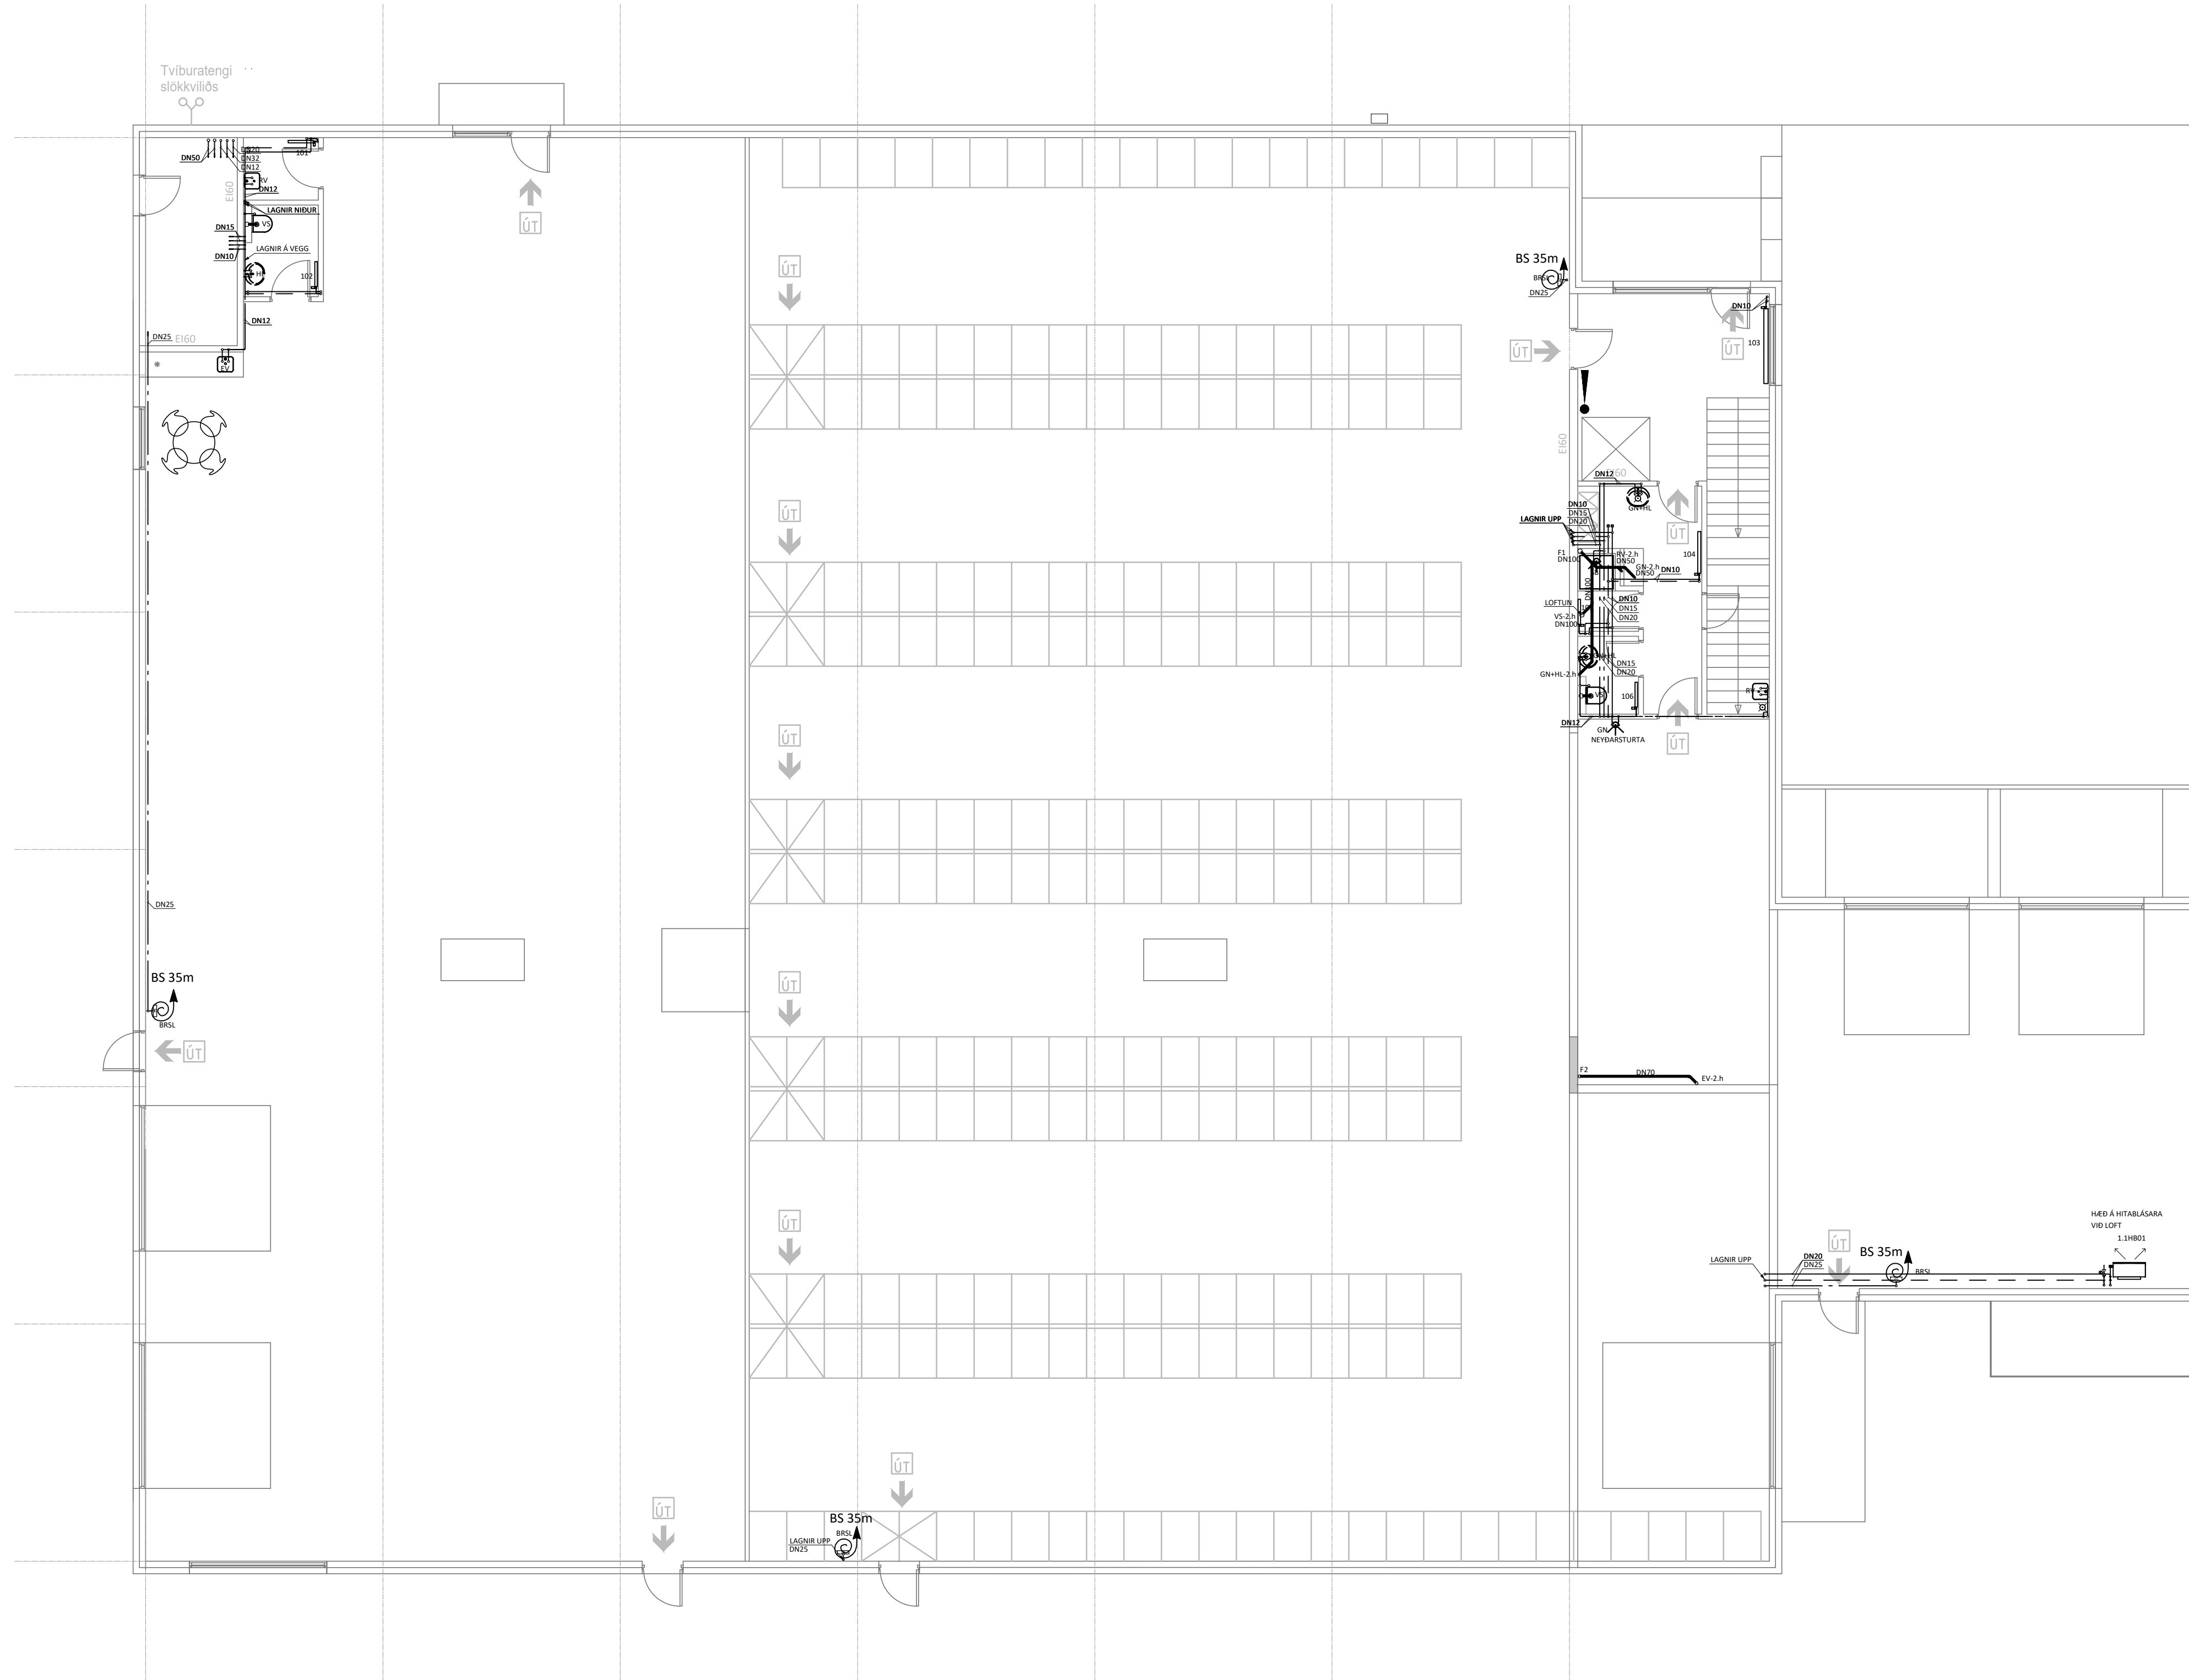 Tvíburatengi
slökkviliðs
DN50
DN20
DN32
DN12
101
EI60
RV
DN12
LAGNIR NIÐUR
VS
DN15
LAGNIR Á VEGG
DN10
HL
102
DN12
DN25
EI60
EV
ÚT
ÚT
BS 35m
BRSL
DN25
DN10
ÚT
ÚT
103
EI60
DN12
GN+HL
ÚT
DN10
DN15
DN20
LAGNIR UPP
ÚT
F1
DN100
RV-2.h
DN50
104
GN-2.h
DN50
DN10
DN100
LOFTUN
DN10
DN15
DN20
VS-2.h
DN100
DN15
DN20
GN+HL-2.h
VS
106
RV
DN12
GN
NEYÐARSTURTA
ÚT
ÚT
DN25
BS 35m
BRSL
ÚT
ÚT
F2
DN70
EV-2.h
HÆÐ Á HITABLÁSARA
VIÐ LOFT
1.1HB01
ÚT
ÚT
BS 35m
LAGNIR UPP
DN20
DN25
BRSL
ÚT
ÚT
BS 35m
BRSL
LAGNIR UPP
DN25